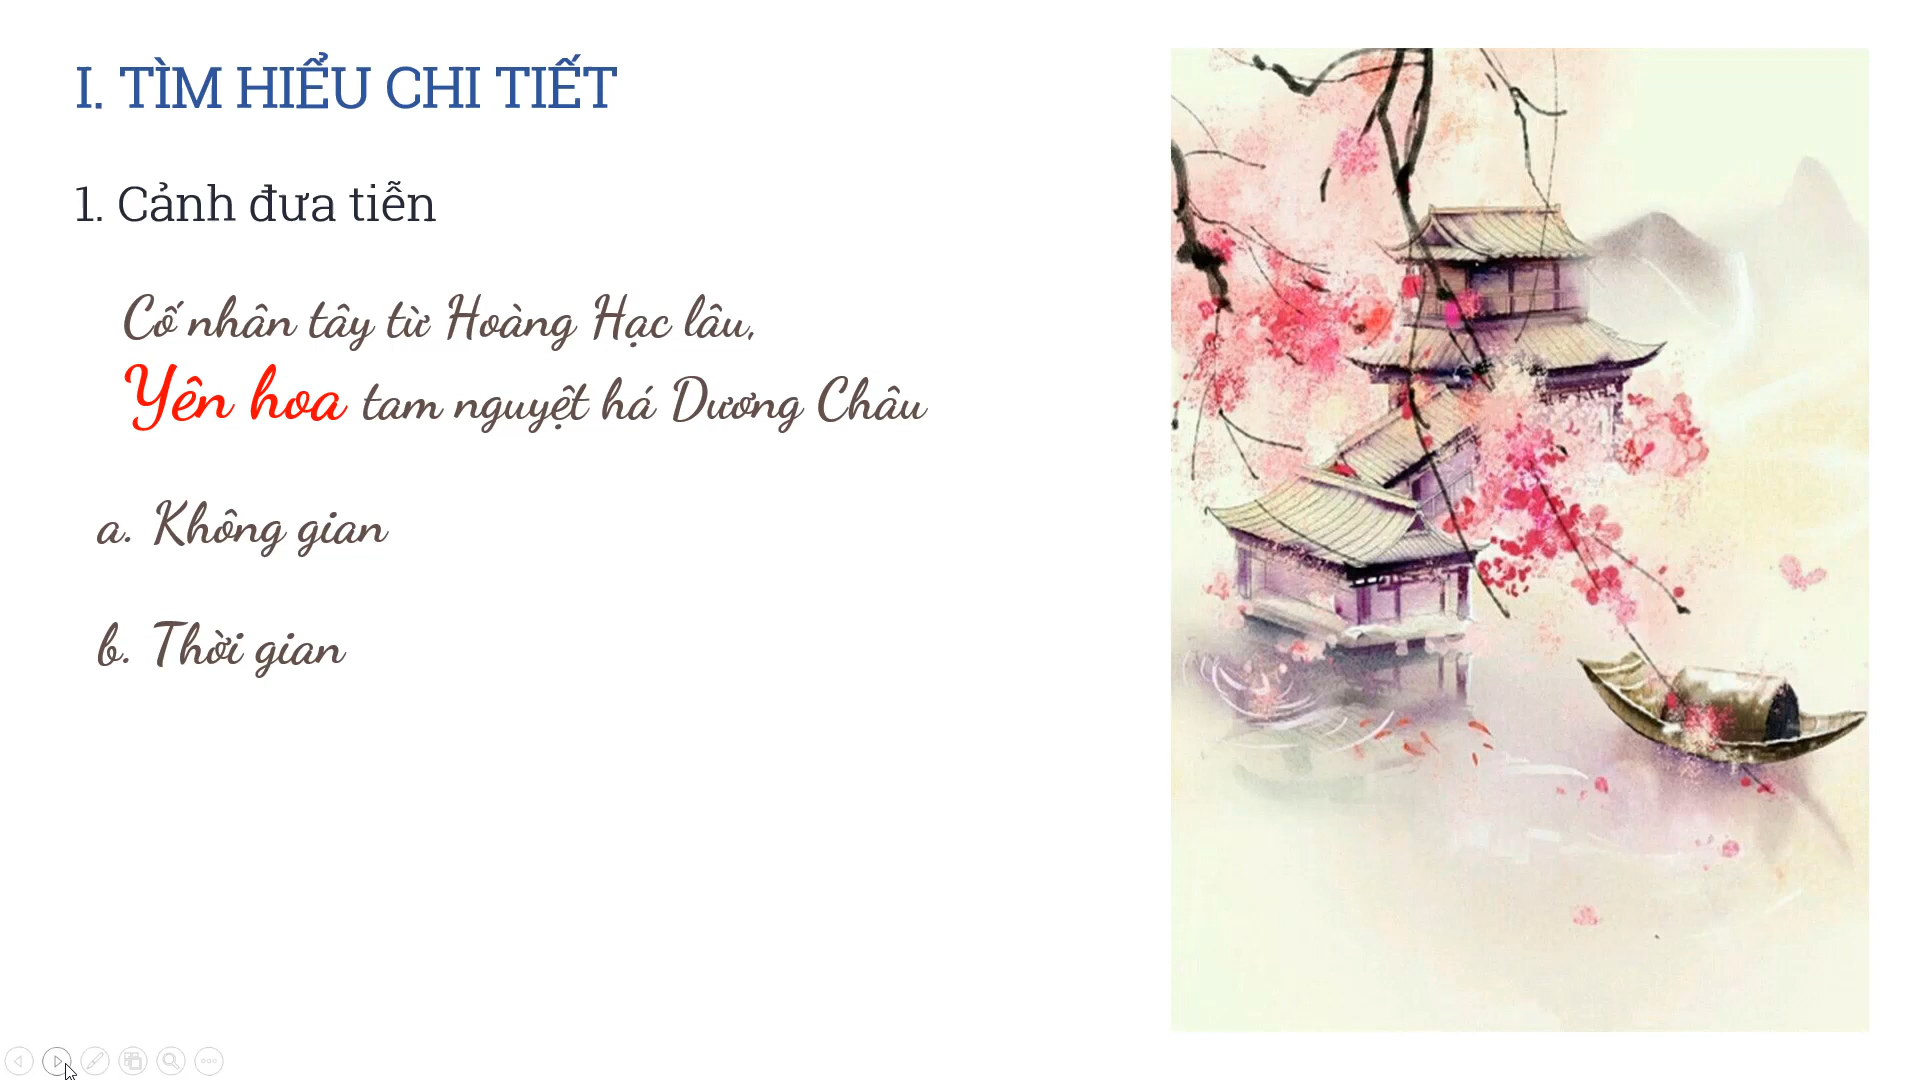 I. TÌM HIỂU CHI TIẾT
1. Cảnh đưa tiễn
Cố nhân tây từ Hoàng Hạc lâu,
Yên hoa tam nguyệt há Dương Châu
a. Không gian
b. Thời gian